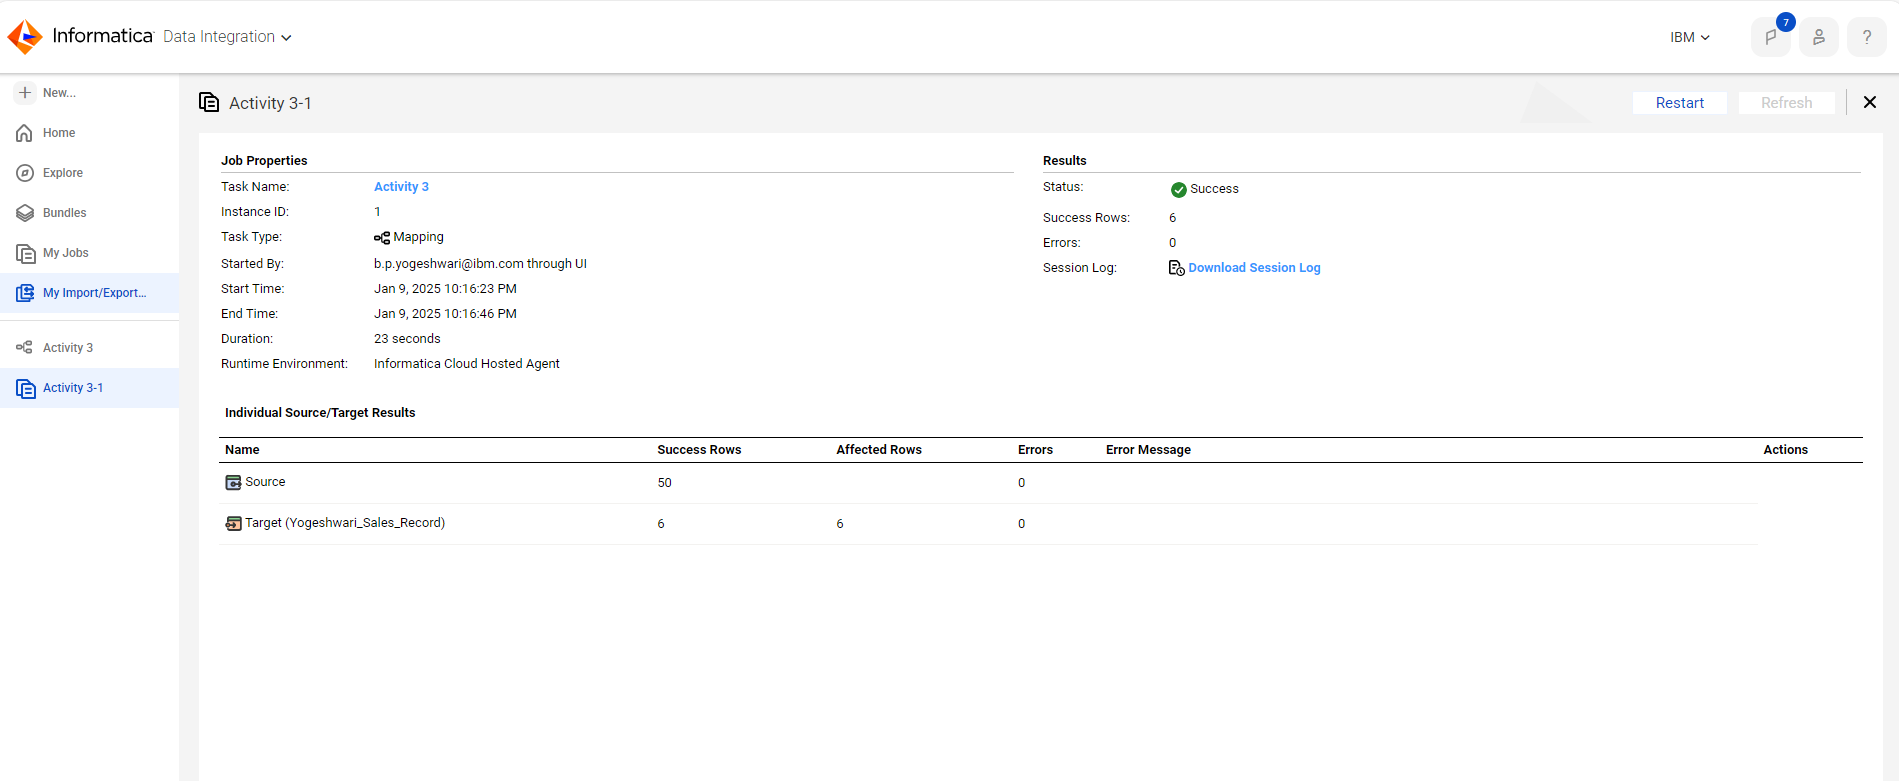 Informatica Data Integration
IBM
7
?
New...
Home
Explore
Bundles
My Jobs
My Import/Export...
Activity 3
Activity 3-1
Activity 3-1
Restart
Refresh
Job Properties
Task Name: Activity 3
Instance ID: 1
Task Type: Mapping
Started By: b.p.yogeshwari@ibm.com through UI
Start Time: Jan 9, 2025 10:16:23 PM
End Time: Jan 9, 2025 10:16:46 PM
Duration: 23 seconds
Runtime Environment: Informatica Cloud Hosted Agent
Results
Status: Success
Success Rows: 6
Errors: 0
Session Log: Download Session Log
Individual Source/Target Results
Name Success Rows Affected Rows Errors Error Message Actions
Source 50 0
Target (Yogeshwari_Sales_Record) 6 6 0